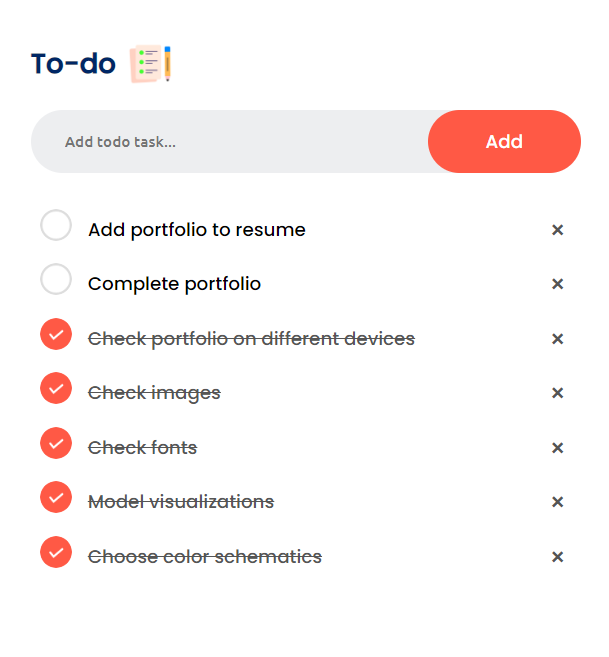 To-do
Add todo task...
Add
Add portfolio to resume
Complete portfolio
Check portfolio on different devices
Check images
Check fonts
Model visualizations
Choose color schematics